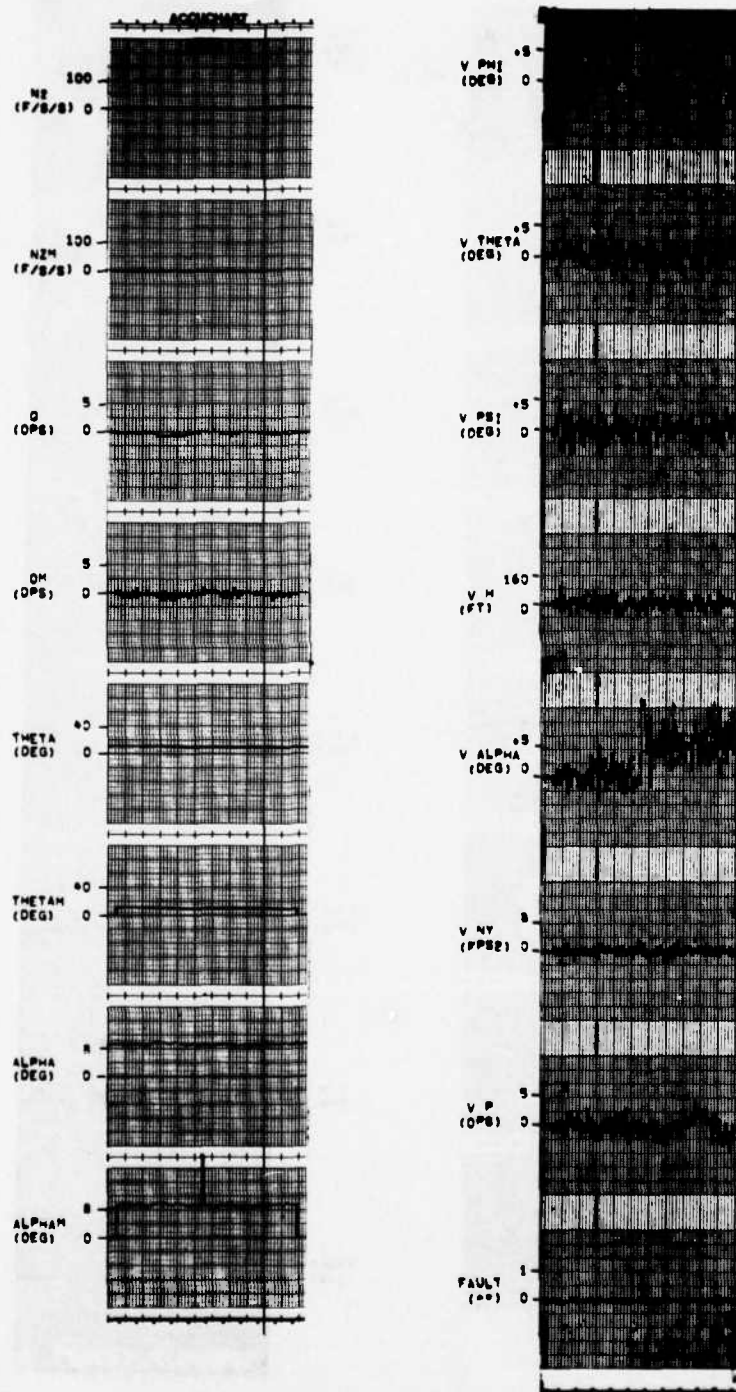 ACCUCHART
100
NZ
(F/S/S) 0
100
NZM
(F/S/S) 0
5
Q
(DPS) 0
5
QM
(DPS) 0
40
THETA
(DEG) 0
40
THETAM
(DEG) 0
8
ALPHA
(DEG) 0
8
ALPHAM
(DEG) 0
.5
V PHI
(DEG) 0
.5
V THETA
(DEG) 0
.5
V PSI
(DEG) 0
160
V H
(FT) 0
.5
V ALPHA
(DEG) 0
8
V NY
(FPS2) 0
5
V P
(DPS) 0
1
FAULT
0